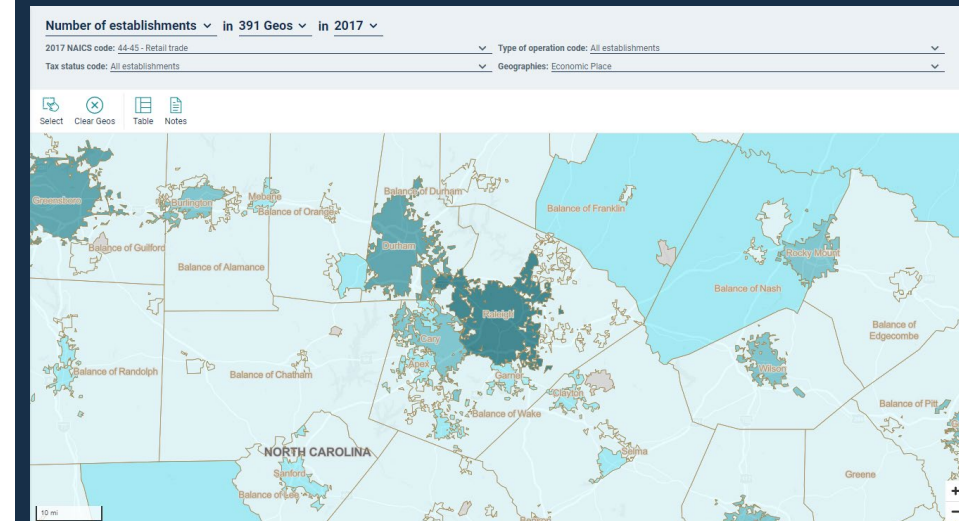 Number of establishments in 391 Geos in 2017
2017 NAICS code: 44-45 - Retail trade
Type of operation code: All establishments
Tax status code: All establishments
Geographies: Economic Place
Select
Clear Geos
Table
Notes
Greensboro
Burlington
Mebane
Balance of Orange
Balance of Durham
Balance of Franklin
Balance of Guilford
Durham
Rocky Mount
Balance of Alamance
Balance of Nash
Raleigh
Cary
Balance of
Edgecombe
Balance of Randolph
Balance of Chatham
Apex
Garner
Wilson
Clayton
Balance of Wake
Balance of Pitt
NORTH CAROLINA
Selma
Sanford
Greene
Balance of Lee
10 mi
+
−